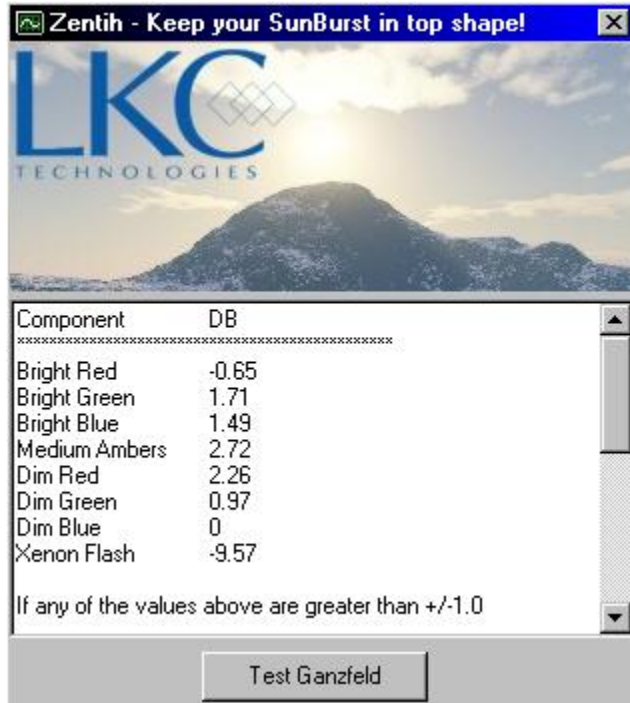 Zentih - Keep your SunBurst in top shape!
LKC
TECHNOLOGIES
Component DB
************************************************
Bright Red -0.65
Bright Green 1.71
Bright Blue 1.49
Medium Ambers 2.72
Dim Red 2.26
Dim Green 0.97
Dim Blue 0
Xenon Flash -9.57
If any of the values above are greater than +/-1.0
Test Ganzfeld